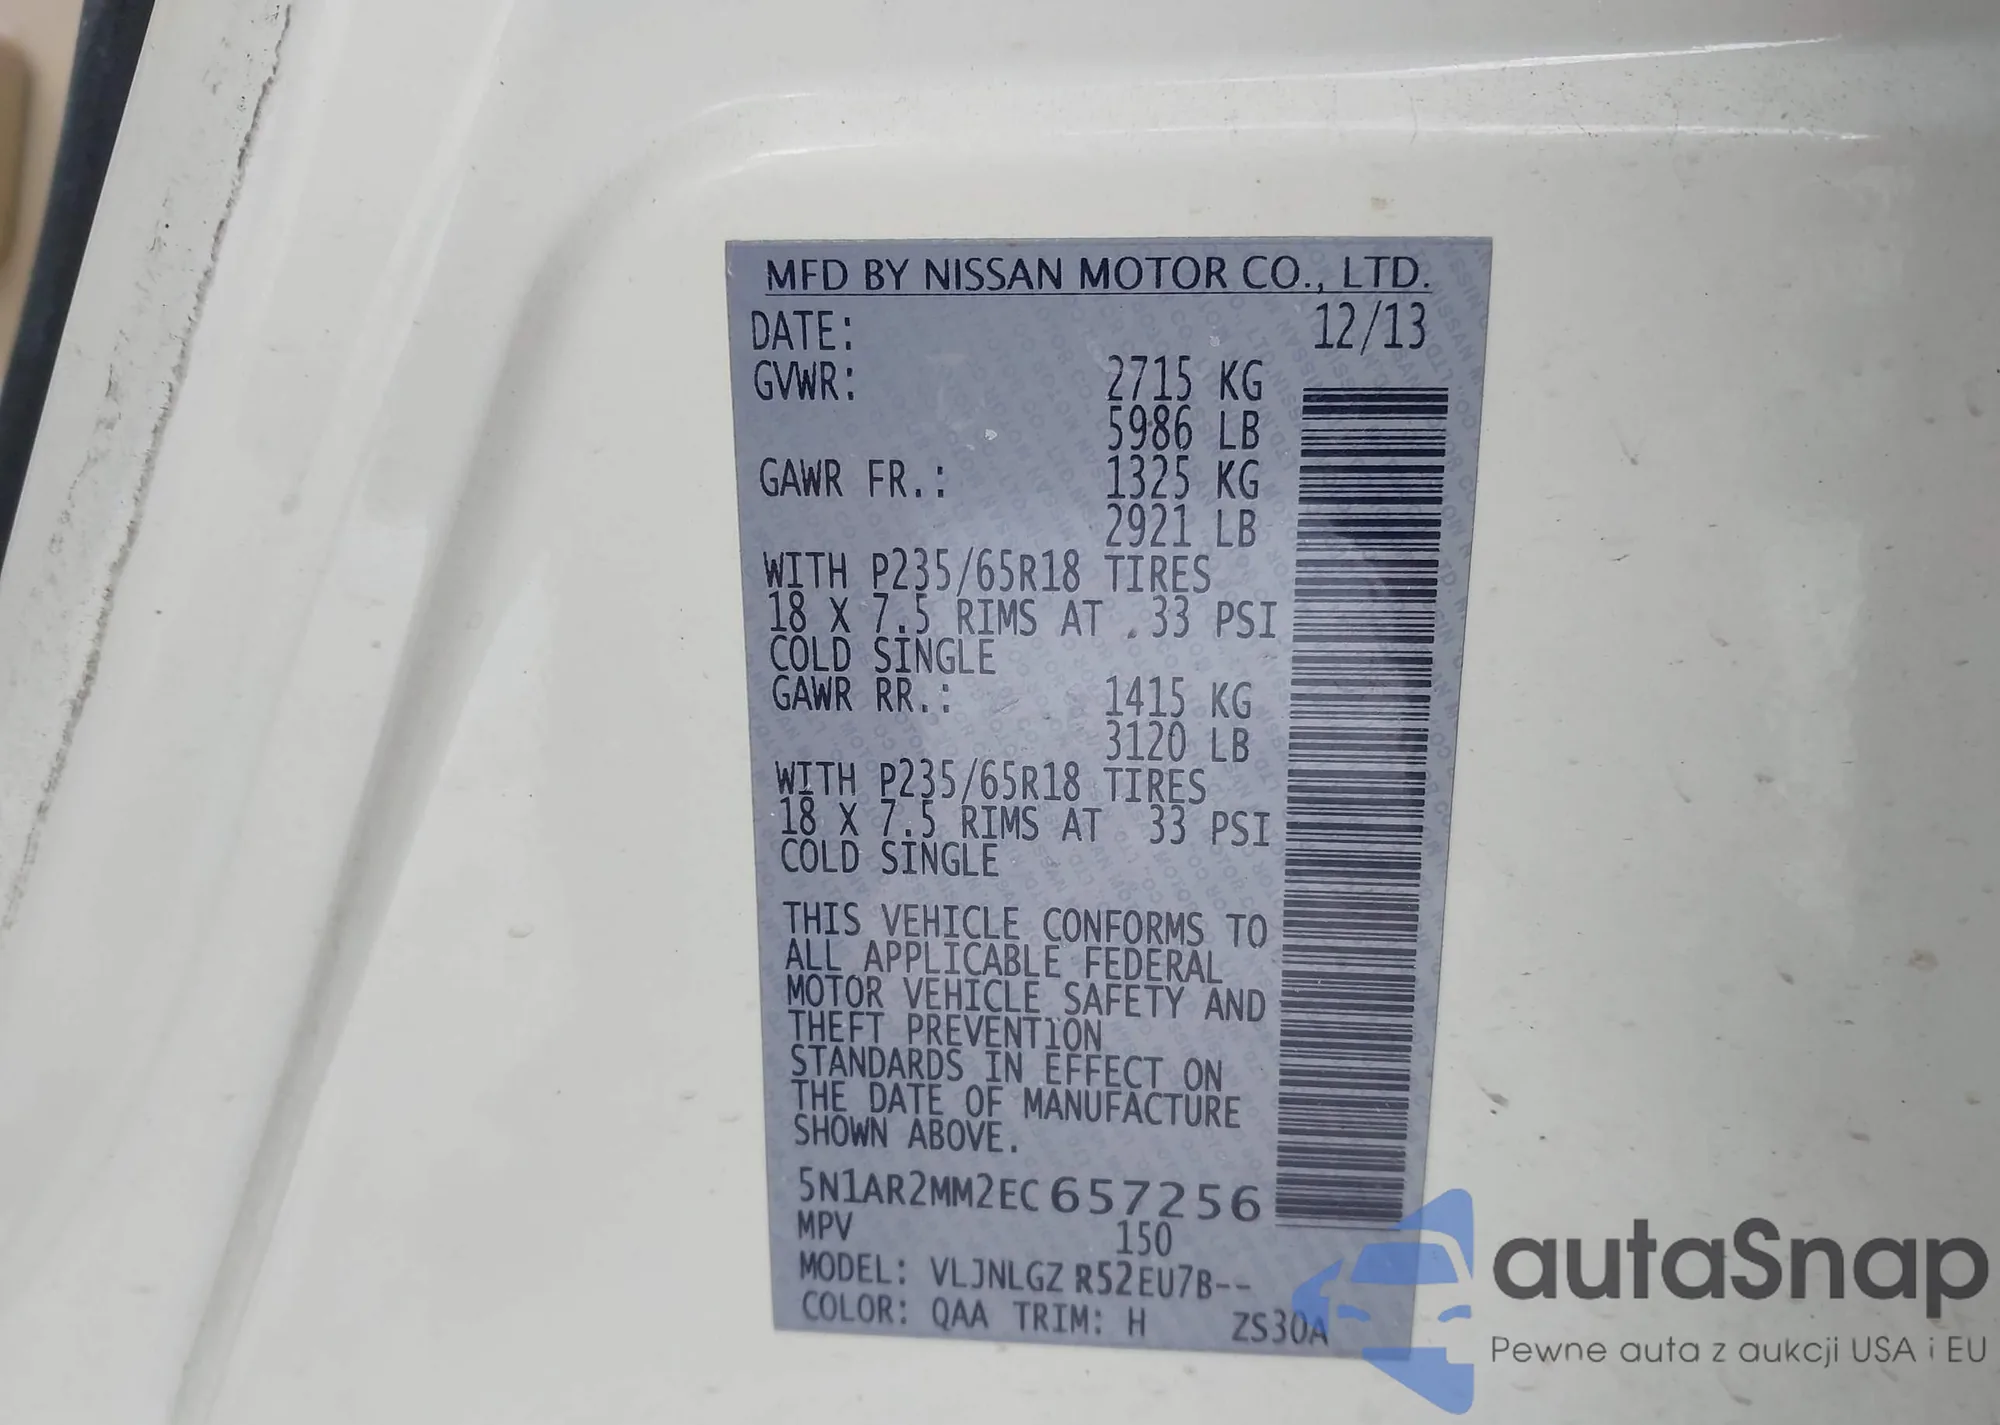 MFD BY NISSAN MOTOR CO., LTD.
DATE: 12/13
GVWR: 2715 KG
5986 LB
GAWR FR.: 1325 KG
2921 LB
WITH P235/65R18 TIRES
18 X 7.5 RIMS AT 33 PSI
COLD SINGLE
GAWR RR.: 1415 KG
3120 LB
WITH P235/65R18 TIRES
18 X 7.5 RIMS AT 33 PSI
COLD SINGLE
THIS VEHICLE CONFORMS TO
ALL APPLICABLE FEDERAL
MOTOR VEHICLE SAFETY AND
THEFT PREVENTION
STANDARDS IN EFFECT ON
THE DATE OF MANUFACTURE
SHOWN ABOVE.
5N1AR2MM2EC657256
MPV 150
MODEL: VLJNLGZ R52EU7B--
COLOR: QAA TRIM: H ZS30A
autaSnap
Pewne auta z aukcji USA i EU